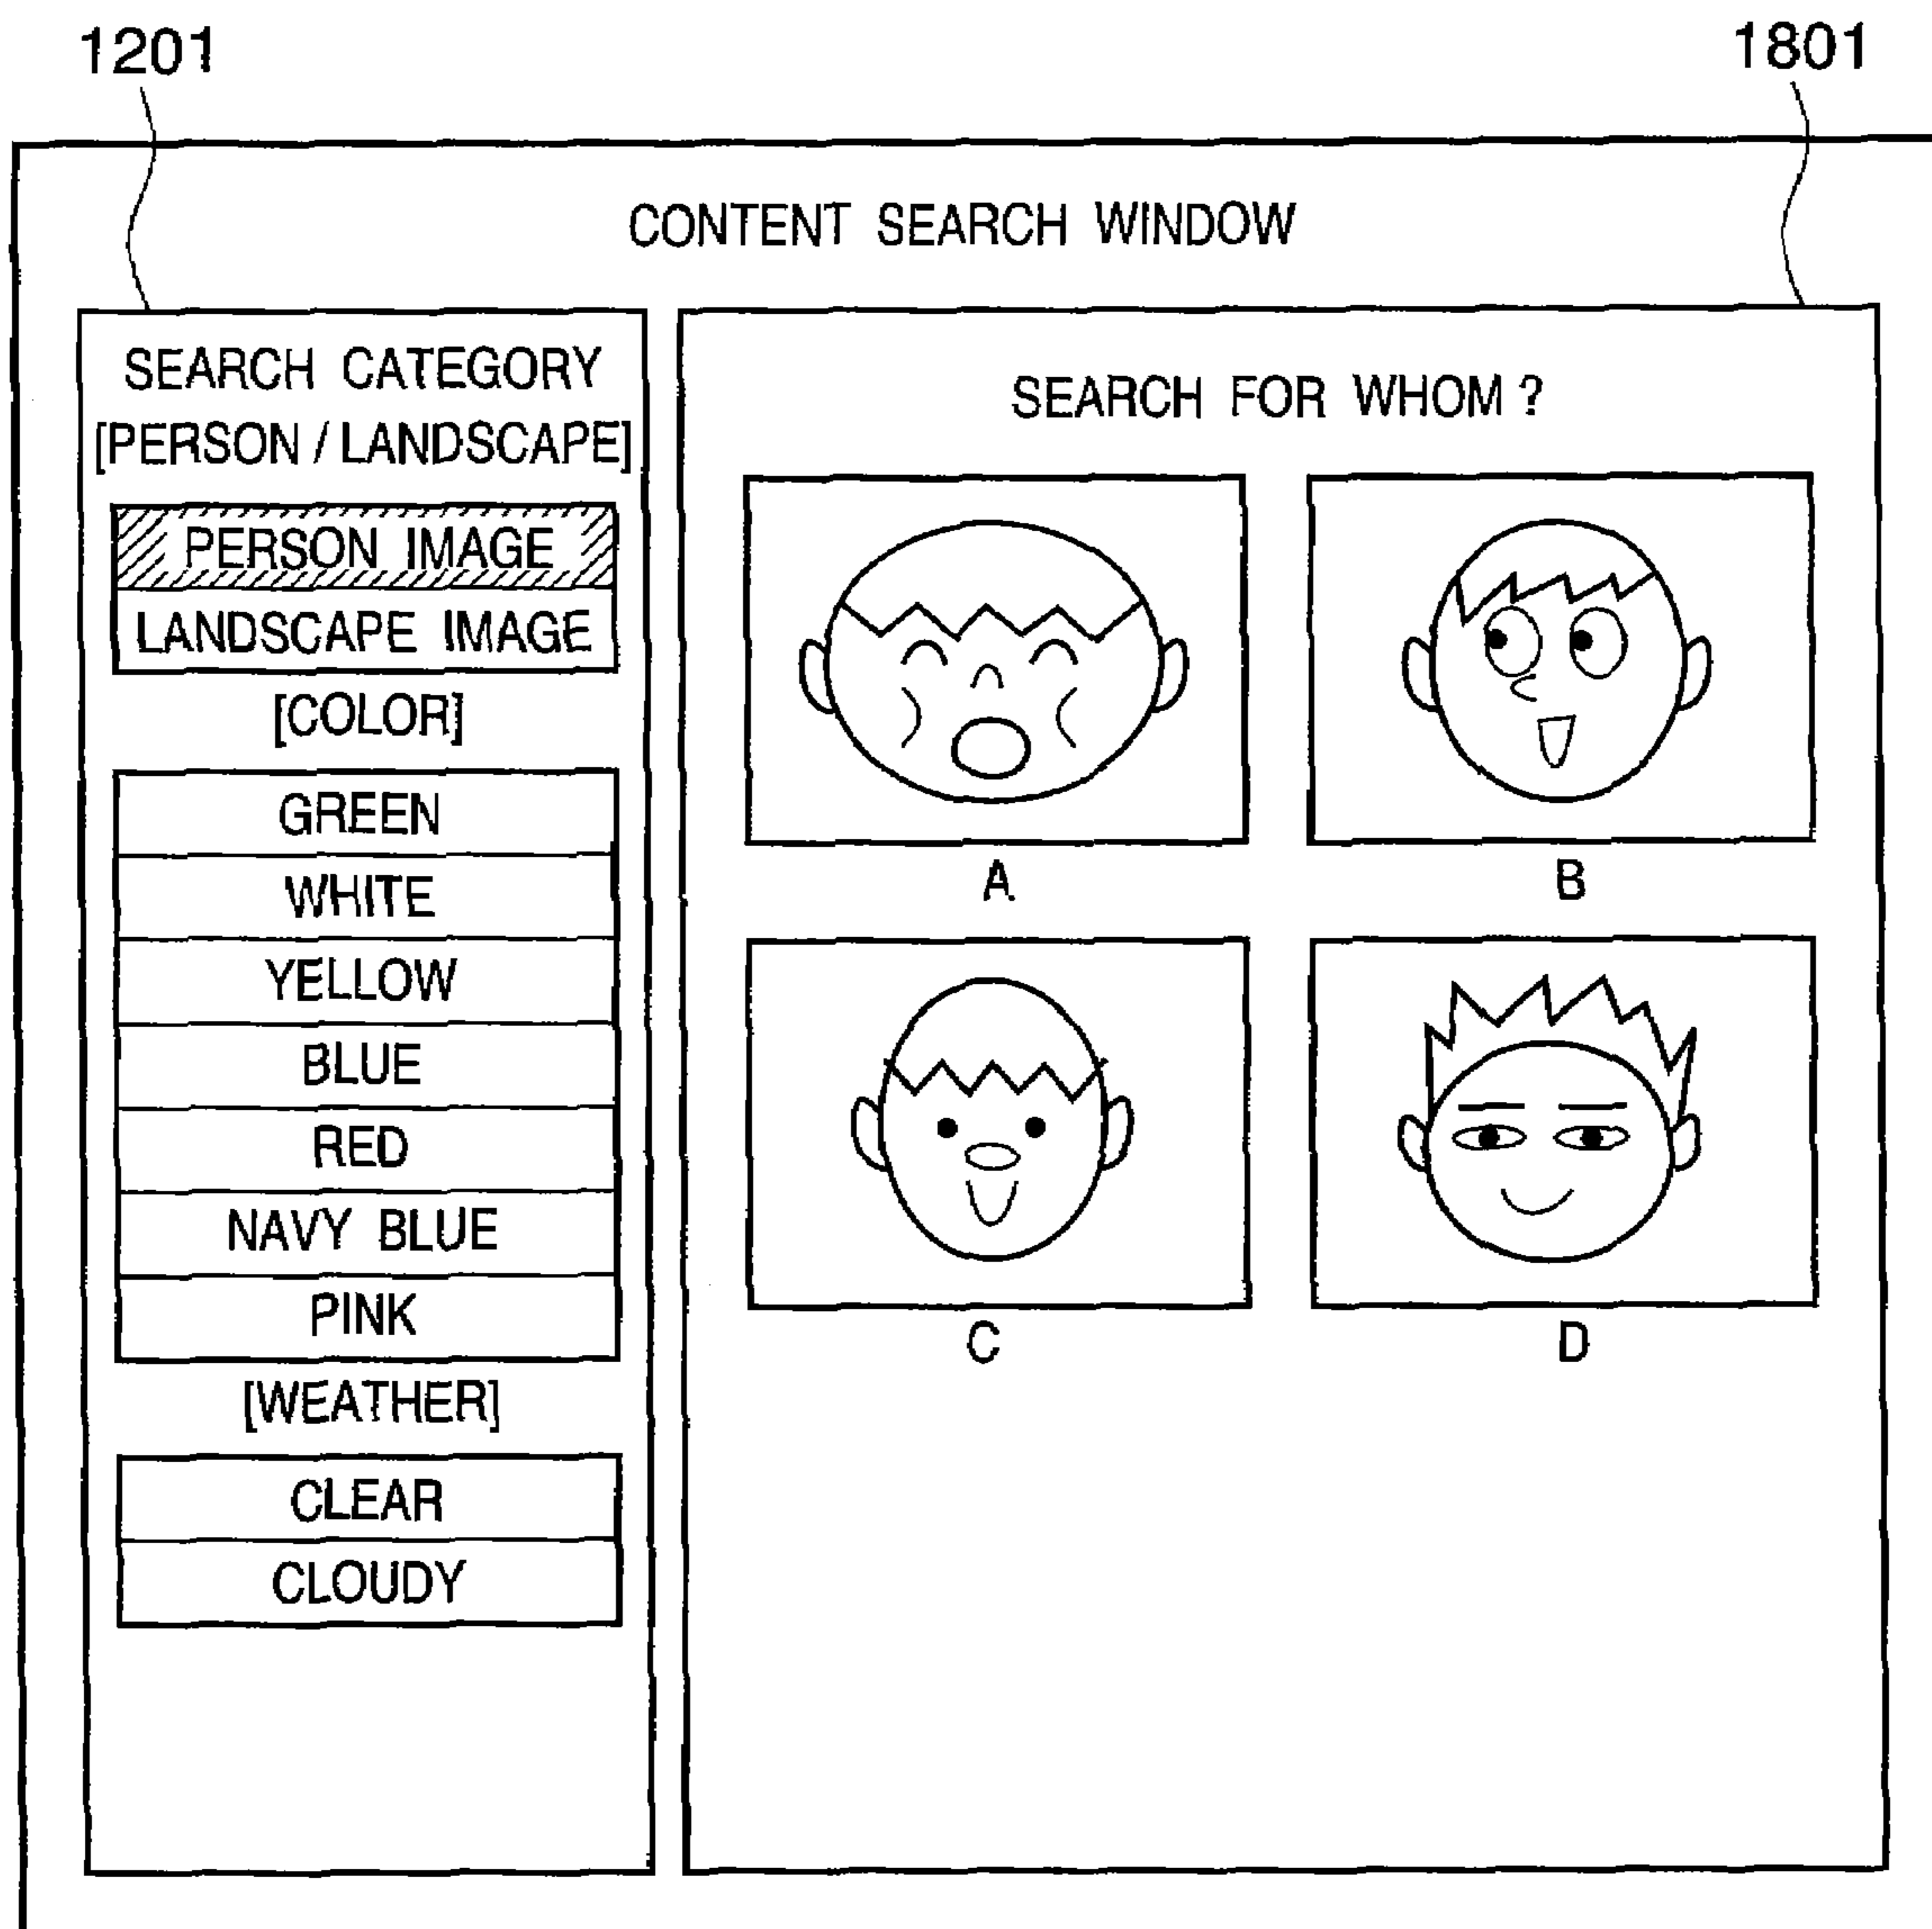 1201
1801
CONTENT SEARCH WINDOW
SEARCH CATEGORY
[PERSON / LANDSCAPE]
PERSON IMAGE
LANDSCAPE IMAGE
[COLOR]
GREEN
WHITE
YELLOW
BLUE
RED
NAVY BLUE
PINK
[WEATHER]
CLEAR
CLOUDY
SEARCH FOR WHOM ?
A
B
C
D